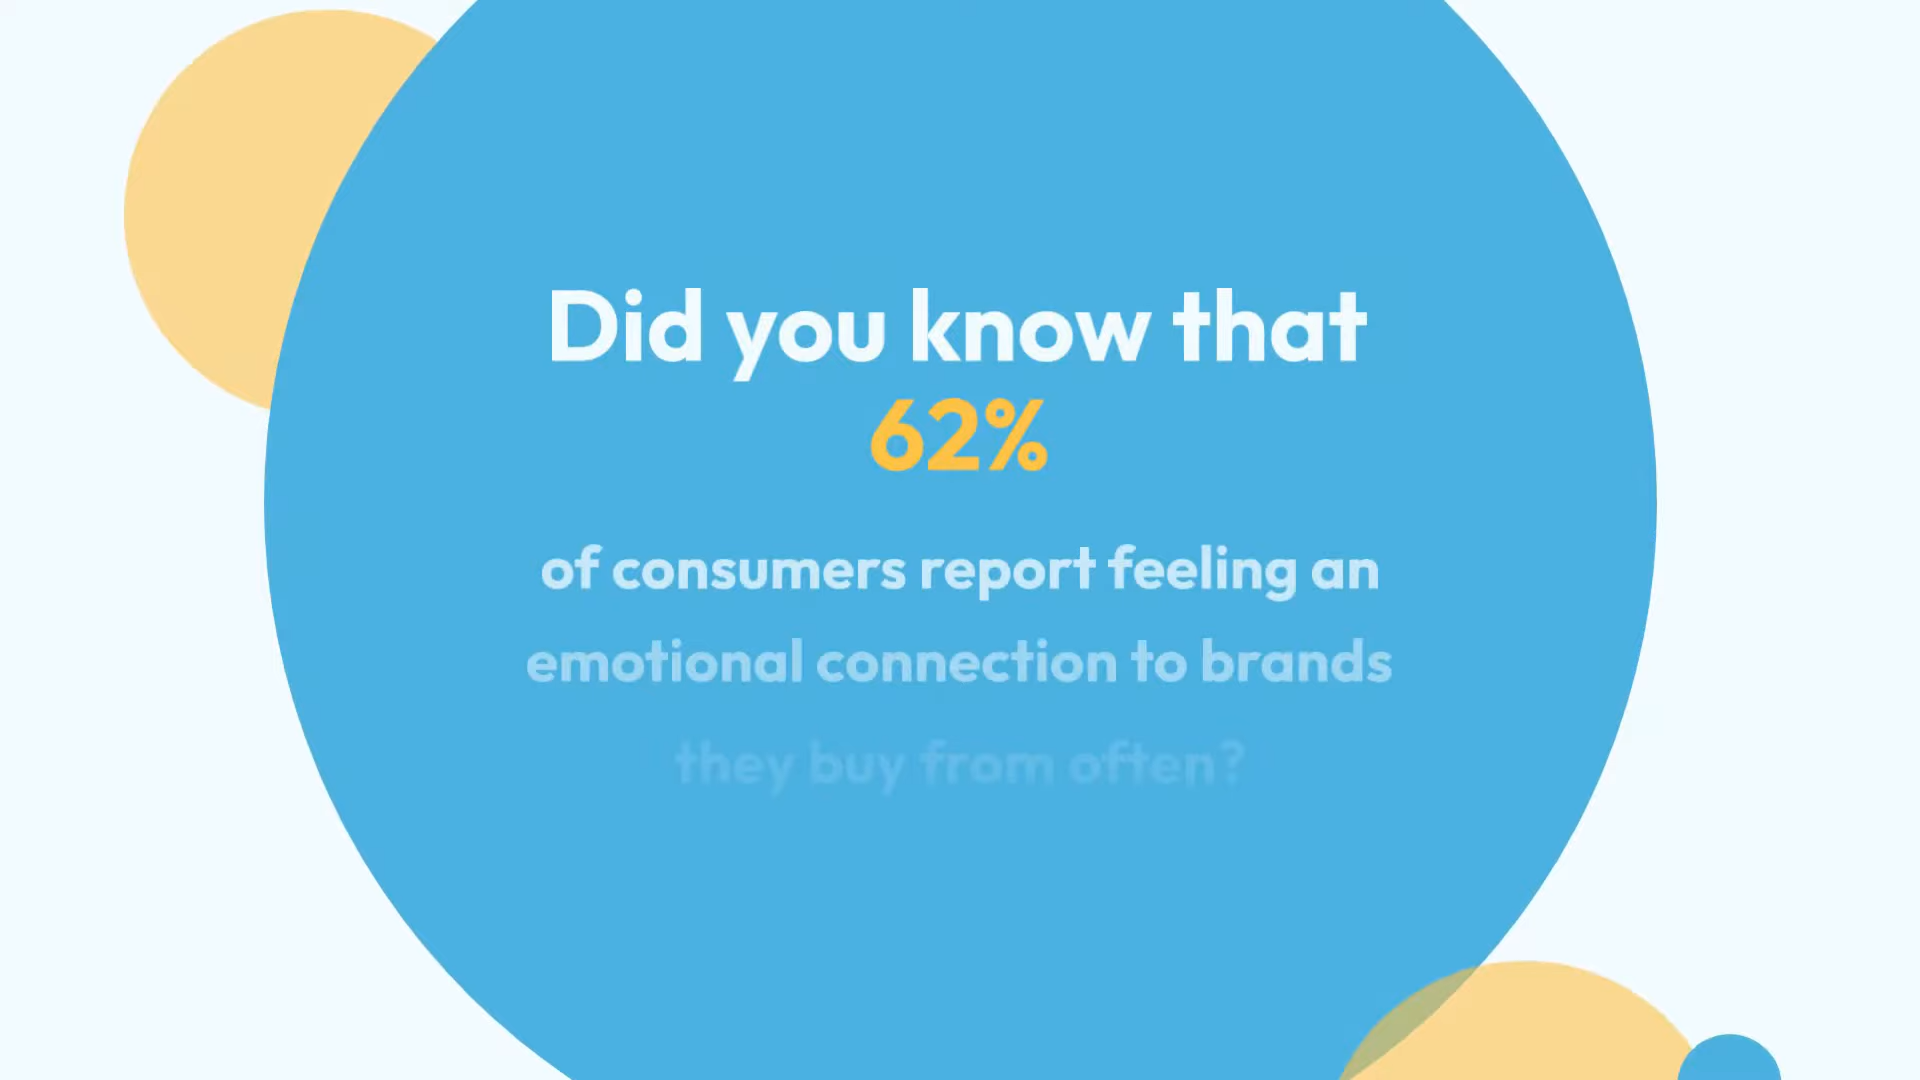 Did you know that
62%
of consumers report feeling an
emotional connection to brands
they buy from often?